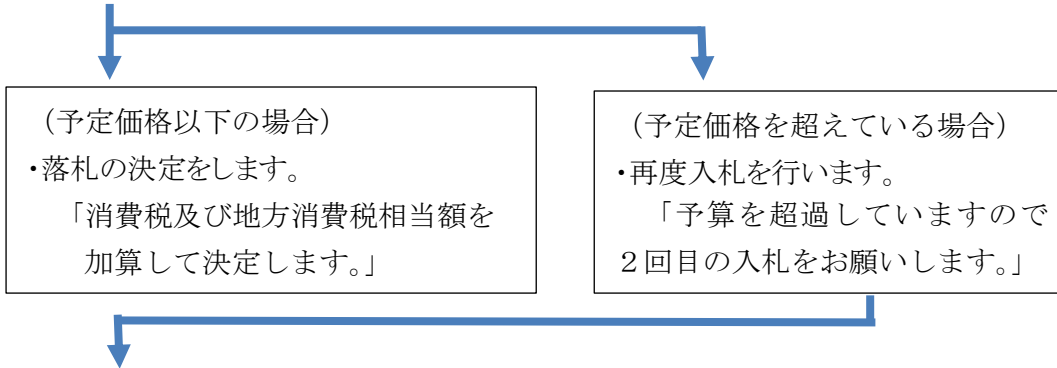 （予定価格以下の場合）
・落札の決定をします。
「消費税及び地方消費税相当額を
加算して決定します。」
（予定価格を超えている場合）
・再度入札を行います。
「予算を超過していますので
２回目の入札をお願いします。」